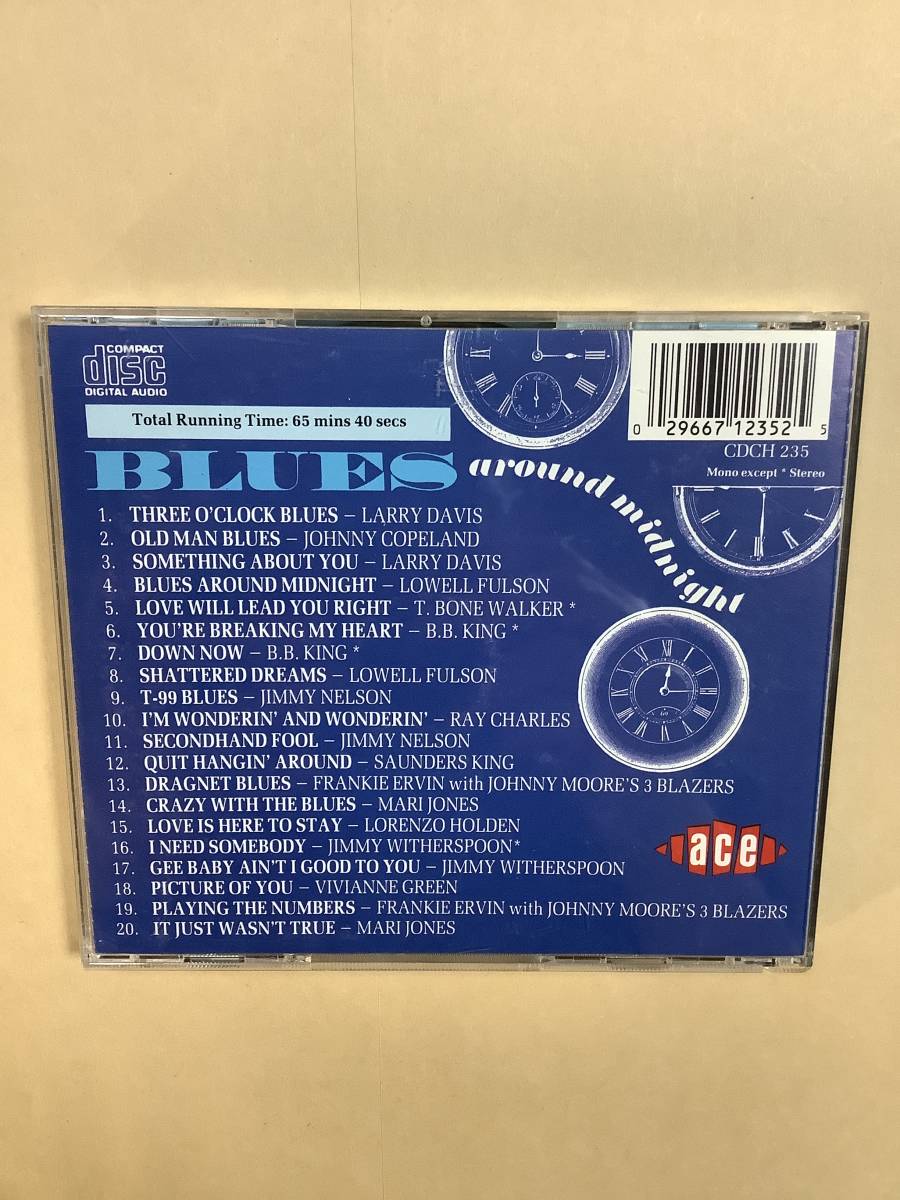 COMPACT
disc
DIGITAL AUDIO
Total Running Time: 65 mins 40 secs
BLUES around midnight
0 29667 12352 5
CDCH 235
Mono except * Stereo
1. THREE O'CLOCK BLUES – LARRY DAVIS
2. OLD MAN BLUES – JOHNNY COPELAND
3. SOMETHING ABOUT YOU – LARRY DAVIS
4. BLUES AROUND MIDNIGHT – LOWELL FULSON
5. LOVE WILL LEAD YOU RIGHT – T. BONE WALKER *
6. YOU'RE BREAKING MY HEART – B.B. KING *
7. DOWN NOW – B.B. KING *
8. SHATTERED DREAMS – LOWELL FULSON
9. T-99 BLUES – JIMMY NELSON
10. I'M WONDERIN' AND WONDERIN' – RAY CHARLES
11. SECONDHAND FOOL – JIMMY NELSON
12. QUIT HANGIN' AROUND – SAUNDERS KING
13. DRAGNET BLUES – FRANKIE ERVIN with JOHNNY MOORE'S 3 BLAZERS
14. CRAZY WITH THE BLUES – MARI JONES
15. LOVE IS HERE TO STAY – LORENZO HOLDEN
16. I NEED SOMEBODY – JIMMY WITHERSPOON*
17. GEE BABY AIN'T I GOOD TO YOU – JIMMY WITHERSPOON
18. PICTURE OF YOU – VIVIANNE GREEN
19. PLAYING THE NUMBERS – FRANKIE ERVIN with JOHNNY MOORE'S 3 BLAZERS
20. IT JUST WASN'T TRUE – MARI JONES
ace